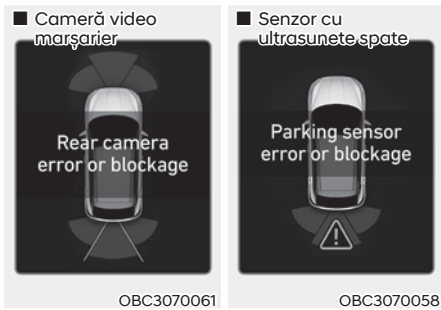 ■ Cameră video
marșarier
Rear camera
error or blockage
OBC3070061
■ Senzor cu
ultrasunete spate
Parking sensor
error or blockage
OBC3070058